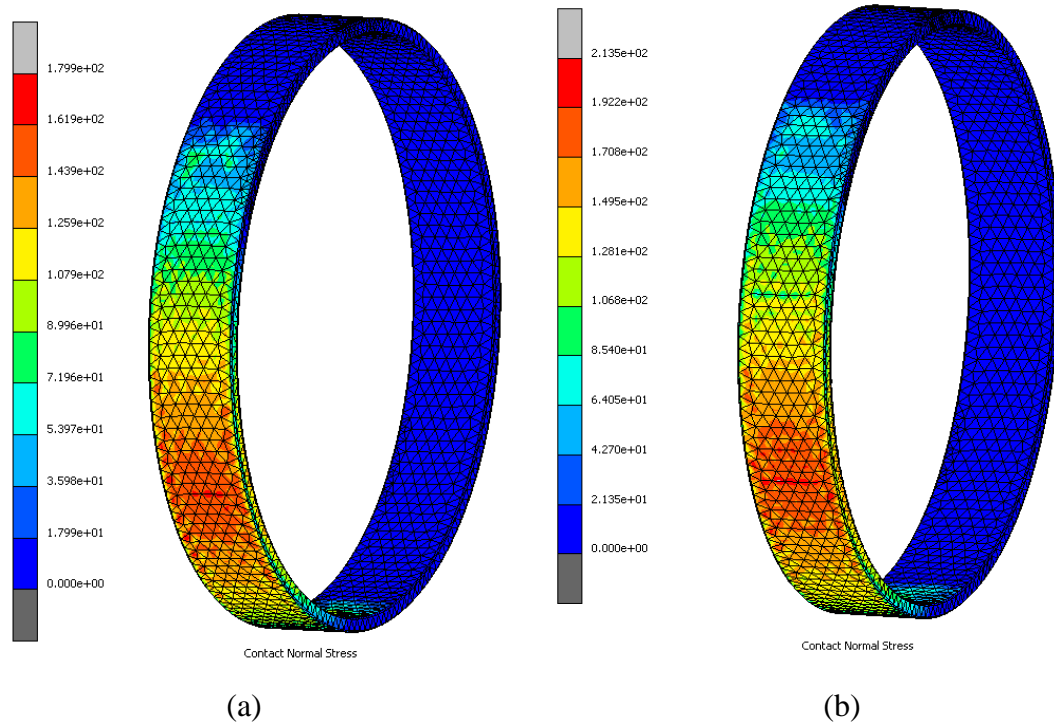 1.799e+02
1.619e+02
1.439e+02
1.259e+02
1.079e+02
8.996e+01
7.196e+01
5.397e+01
3.598e+01
1.799e+01
0.000e+00
Contact Normal Stress
(a)
2.135e+02
1.922e+02
1.708e+02
1.495e+02
1.281e+02
1.068e+02
8.540e+01
6.405e+01
4.270e+01
2.135e+01
0.000e+00
Contact Normal Stress
(b)